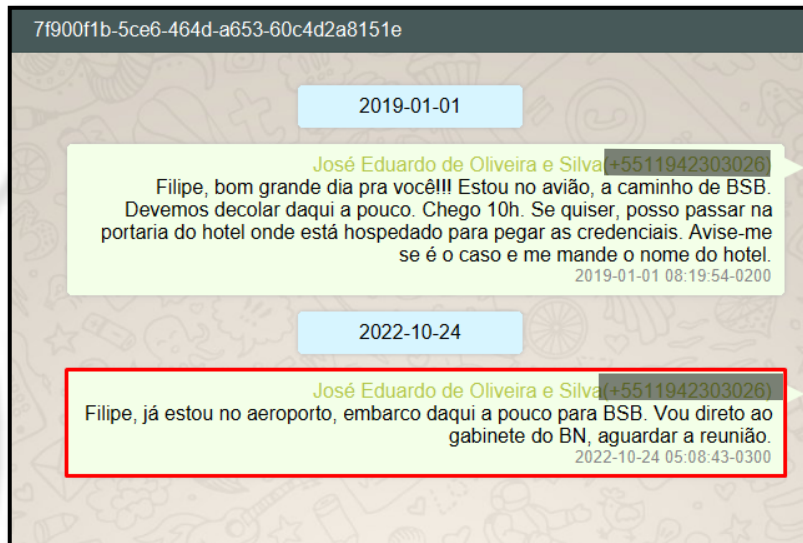 7f900f1b-5ce6-464d-a653-60c4d2a8151e
2019-01-01
José Eduardo de Oliveira e Silva
Filipe, bom grande dia pra você!!! Estou no avião, a caminho de BSB.
Devemos decolar daqui a pouco. Chego 10h. Se quiser, posso passar na
portaria do hotel onde está hospedado para pegar as credenciais. Avise-me
se é o caso e me mande o nome do hotel.
2019-01-01 08:19:54-0200
2022-10-24
José Eduardo de Oliveira e Silva
Filipe, já estou no aeroporto, embarco daqui a pouco para BSB. Vou direto ao
gabinete do BN, aguardar a reunião.
2022-10-24 05:08:43-0300